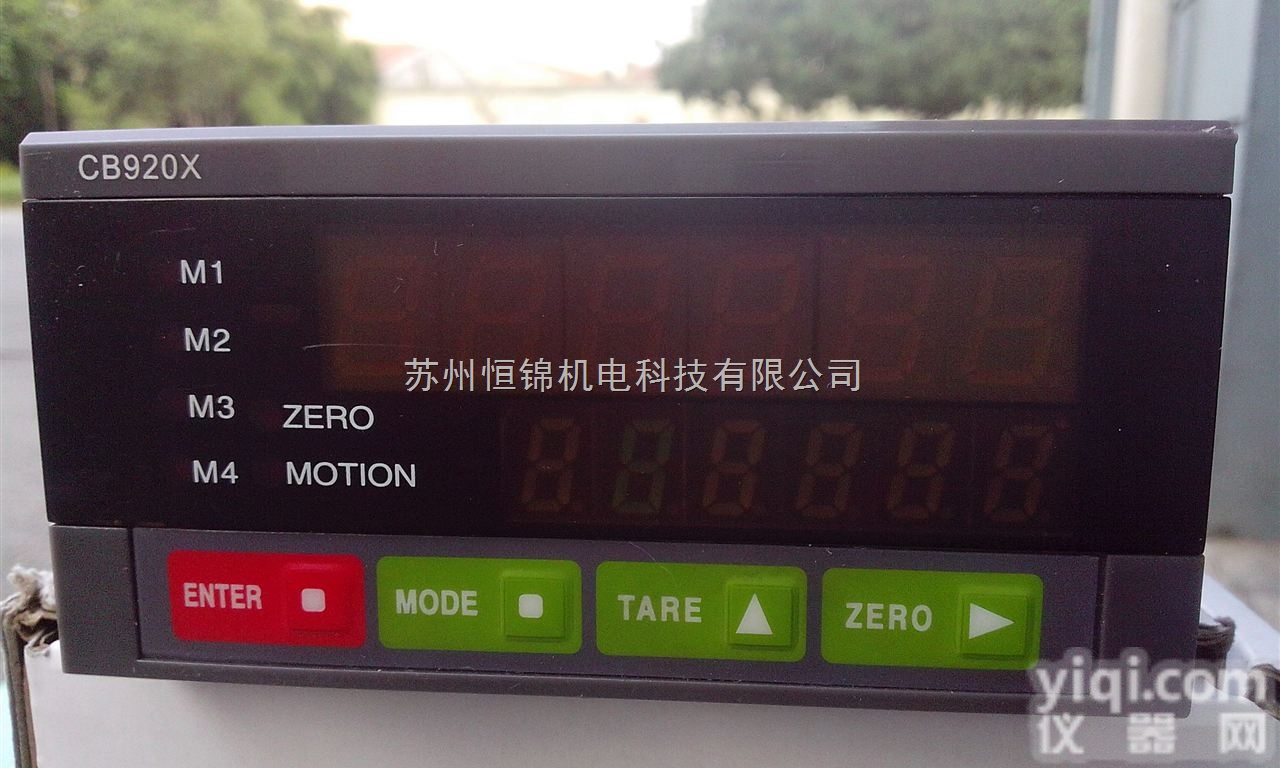 CB920X
M1
M2
苏州恒锦机电科技有限公司
M3 ZERO
M4 MOTION
ENTER MODE TARE ZERO
yiqi.com
仪器网